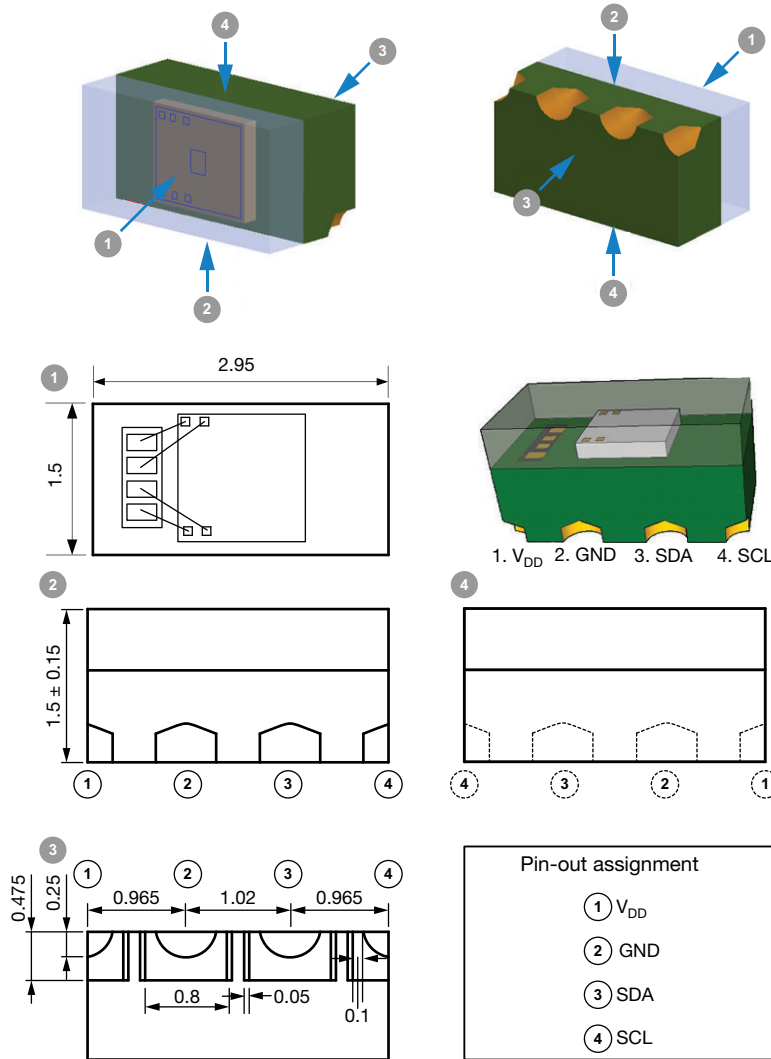 4
3
1
2
2
1
3
4
1
2.95
1.5
1. VDD 2. GND 3. SDA 4. SCL
2
1.5 ± 0.15
1 2 3 4
4
4 3 2 1
3
1 2 3 4
0.475
0.25
0.965 1.02 0.965
0.8 0.05
0.1
Pin-out assignment
1 VDD
2 GND
3 SDA
4 SCL